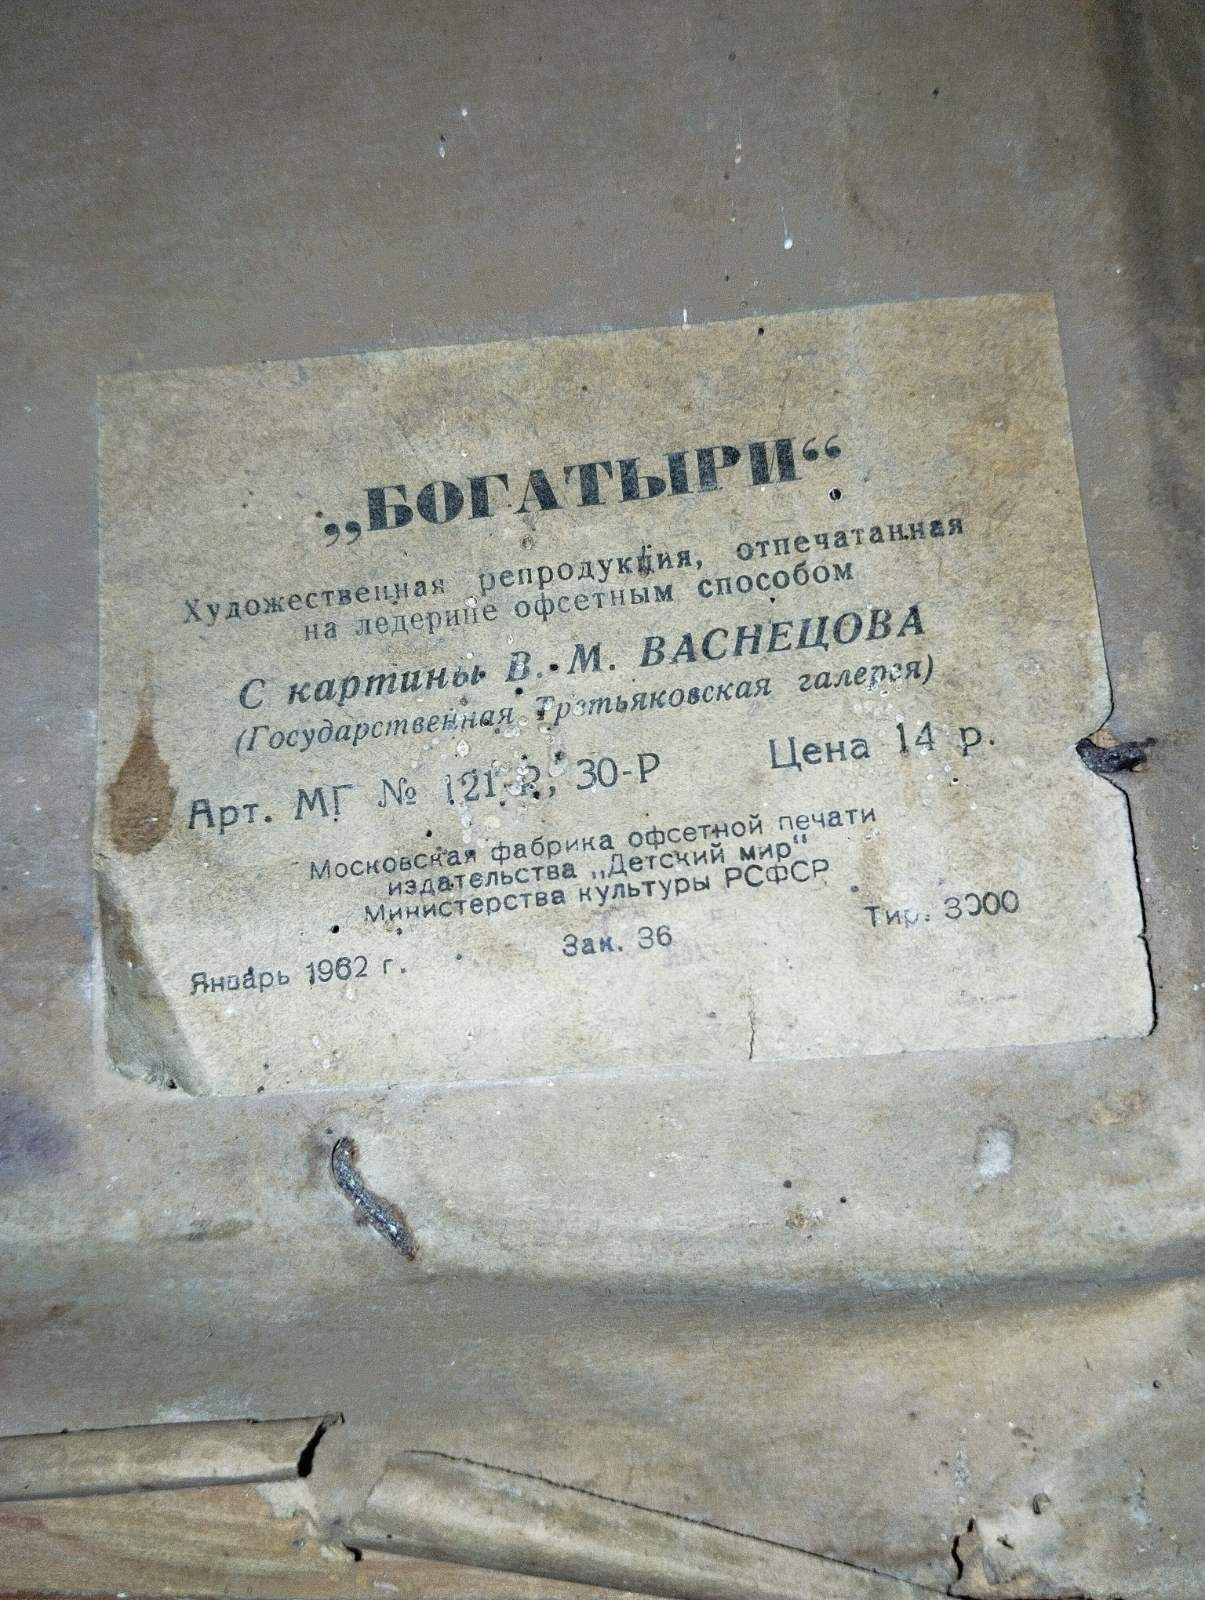 „БОГАТЫРИ“
Художественная репродукция, отпечатанная
на ледерине офсетным способом
С картины В. М. ВАСНЕЦОВА
(Государственная Третьяковская галерея)
Арт. МГ № 121-Р, 30-Р Цена 14 р.
Московская фабрика офсетной печати
издательства „Детский мир“
Министерства культуры РСФСР
Январь 1962 г. Зак. 36 Тир. 3000